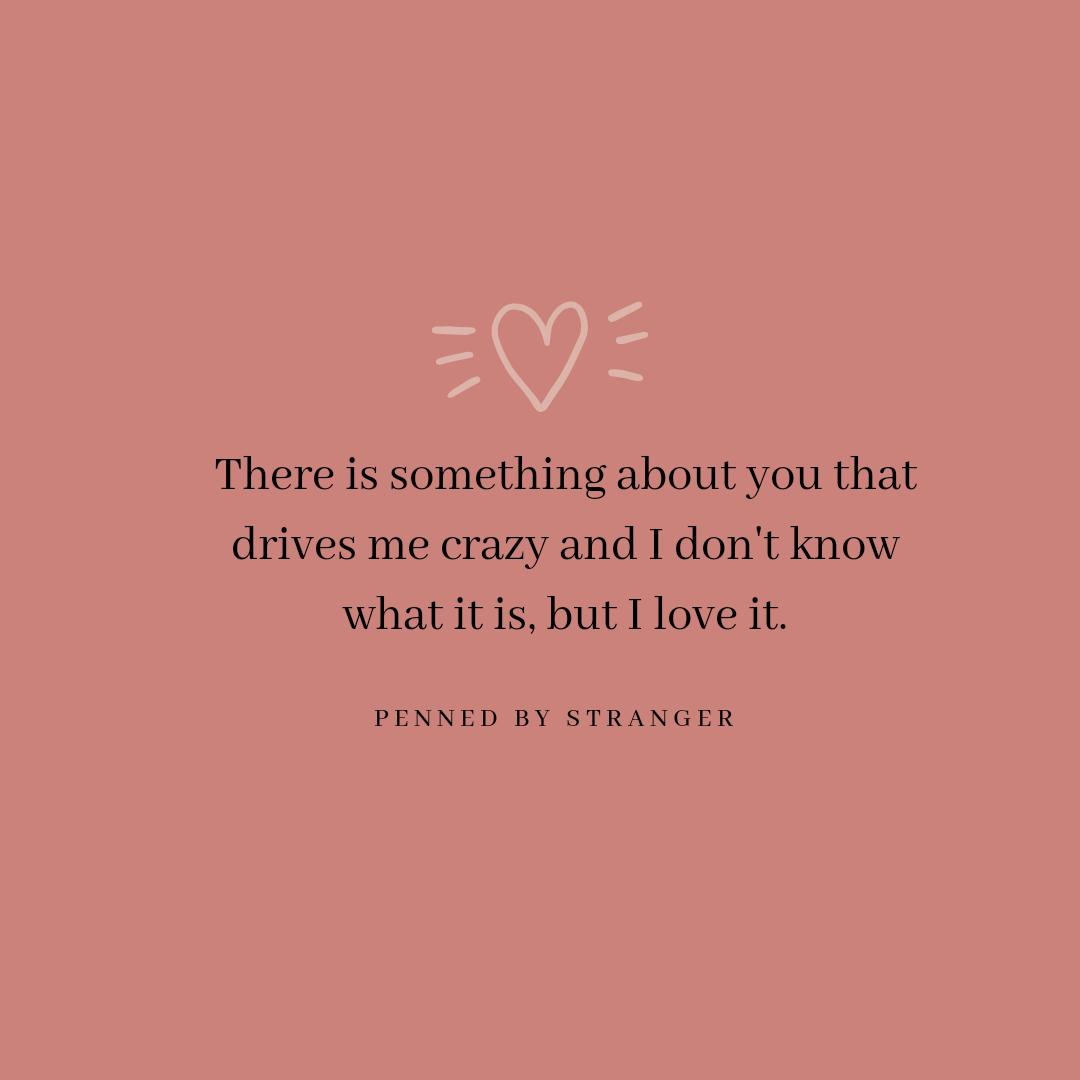 There is something about you that
drives me crazy and I don't know
what it is, but I love it.
PENNED BY STRANGER